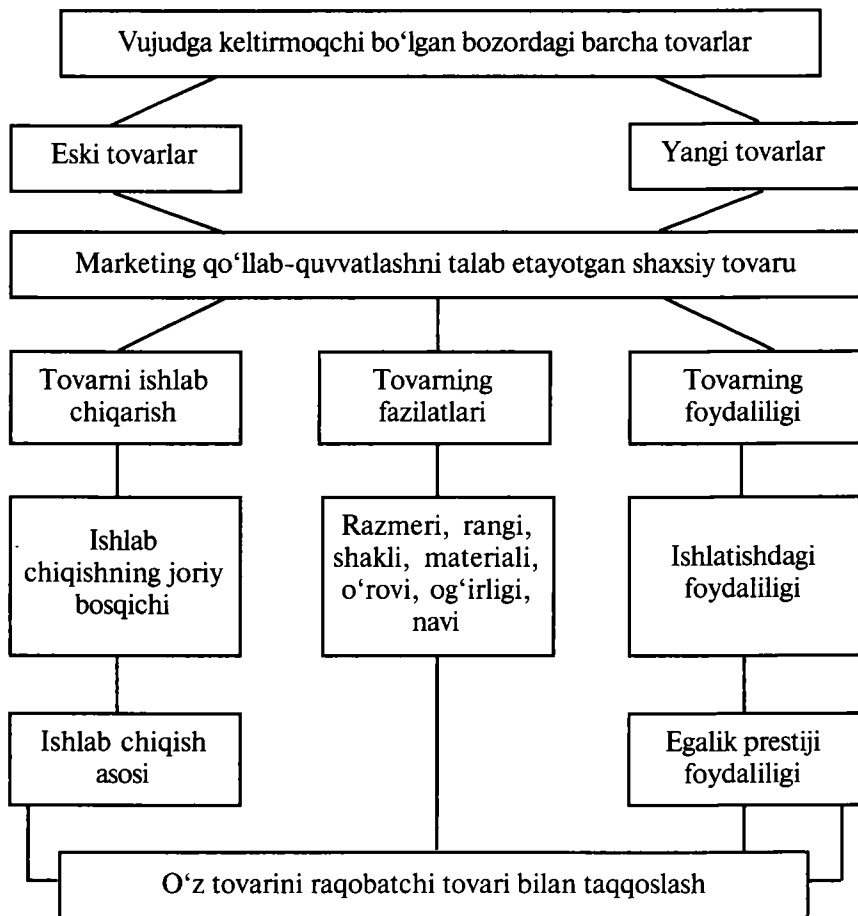 Vujudga keltirmoqchi bo‘lgan bozordagi barcha tovarlar
Eski tovarlar
Yangi tovarlar
Marketing qo‘llab-quvvatlashni talab etayotgan shaxsiy tovaru
Tovarni ishlab
chiqarish
Tovarning
fazilatlari
Tovarning
foydaliligi
Ishlab
chiqishning joriy
bosqichi
Razmeri, rangi,
shakli, materiali,
o‘rovi, og‘irligi,
navi
Ishlatishdagi
foydaliligi
Ishlab chiqish
asosi
Egalik prestiji
foydaliligi
O‘z tovarini raqobatchi tovari bilan taqqoslash